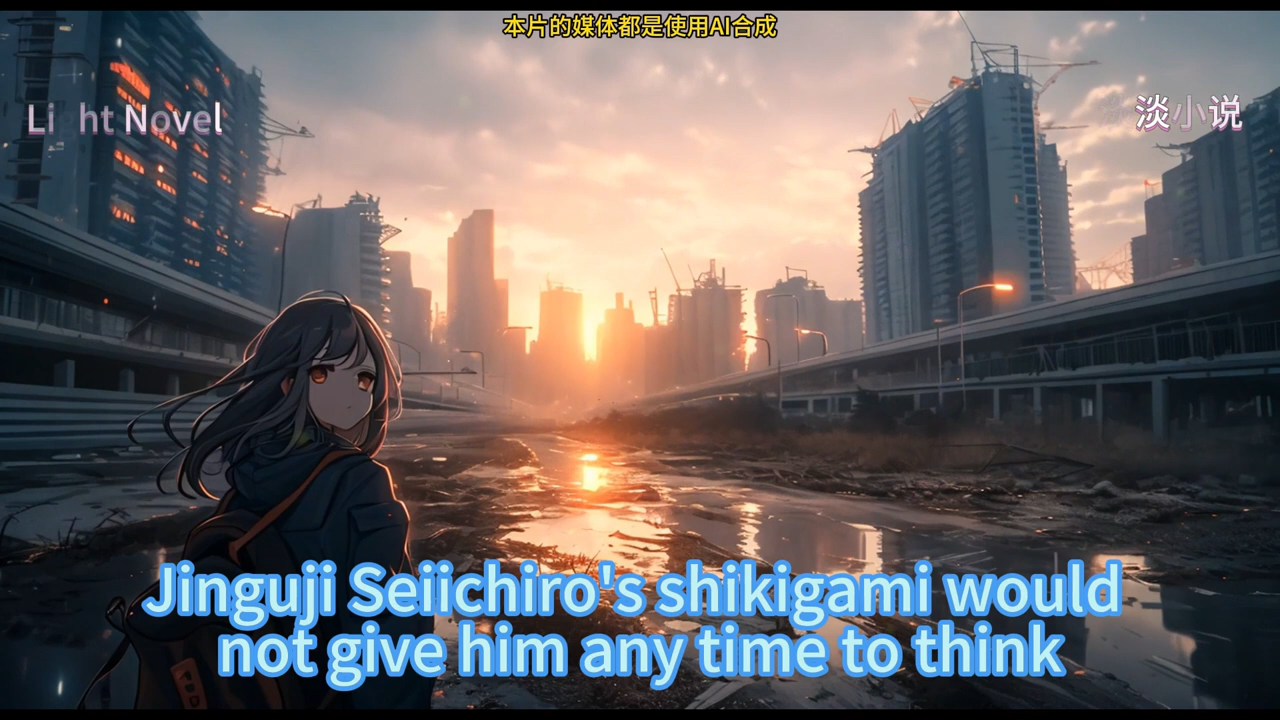 本片的媒体都是使用AI合成
Li ht Novel
淡小说
Jinguji Seiichiro's shikigami would
not give him any time to think